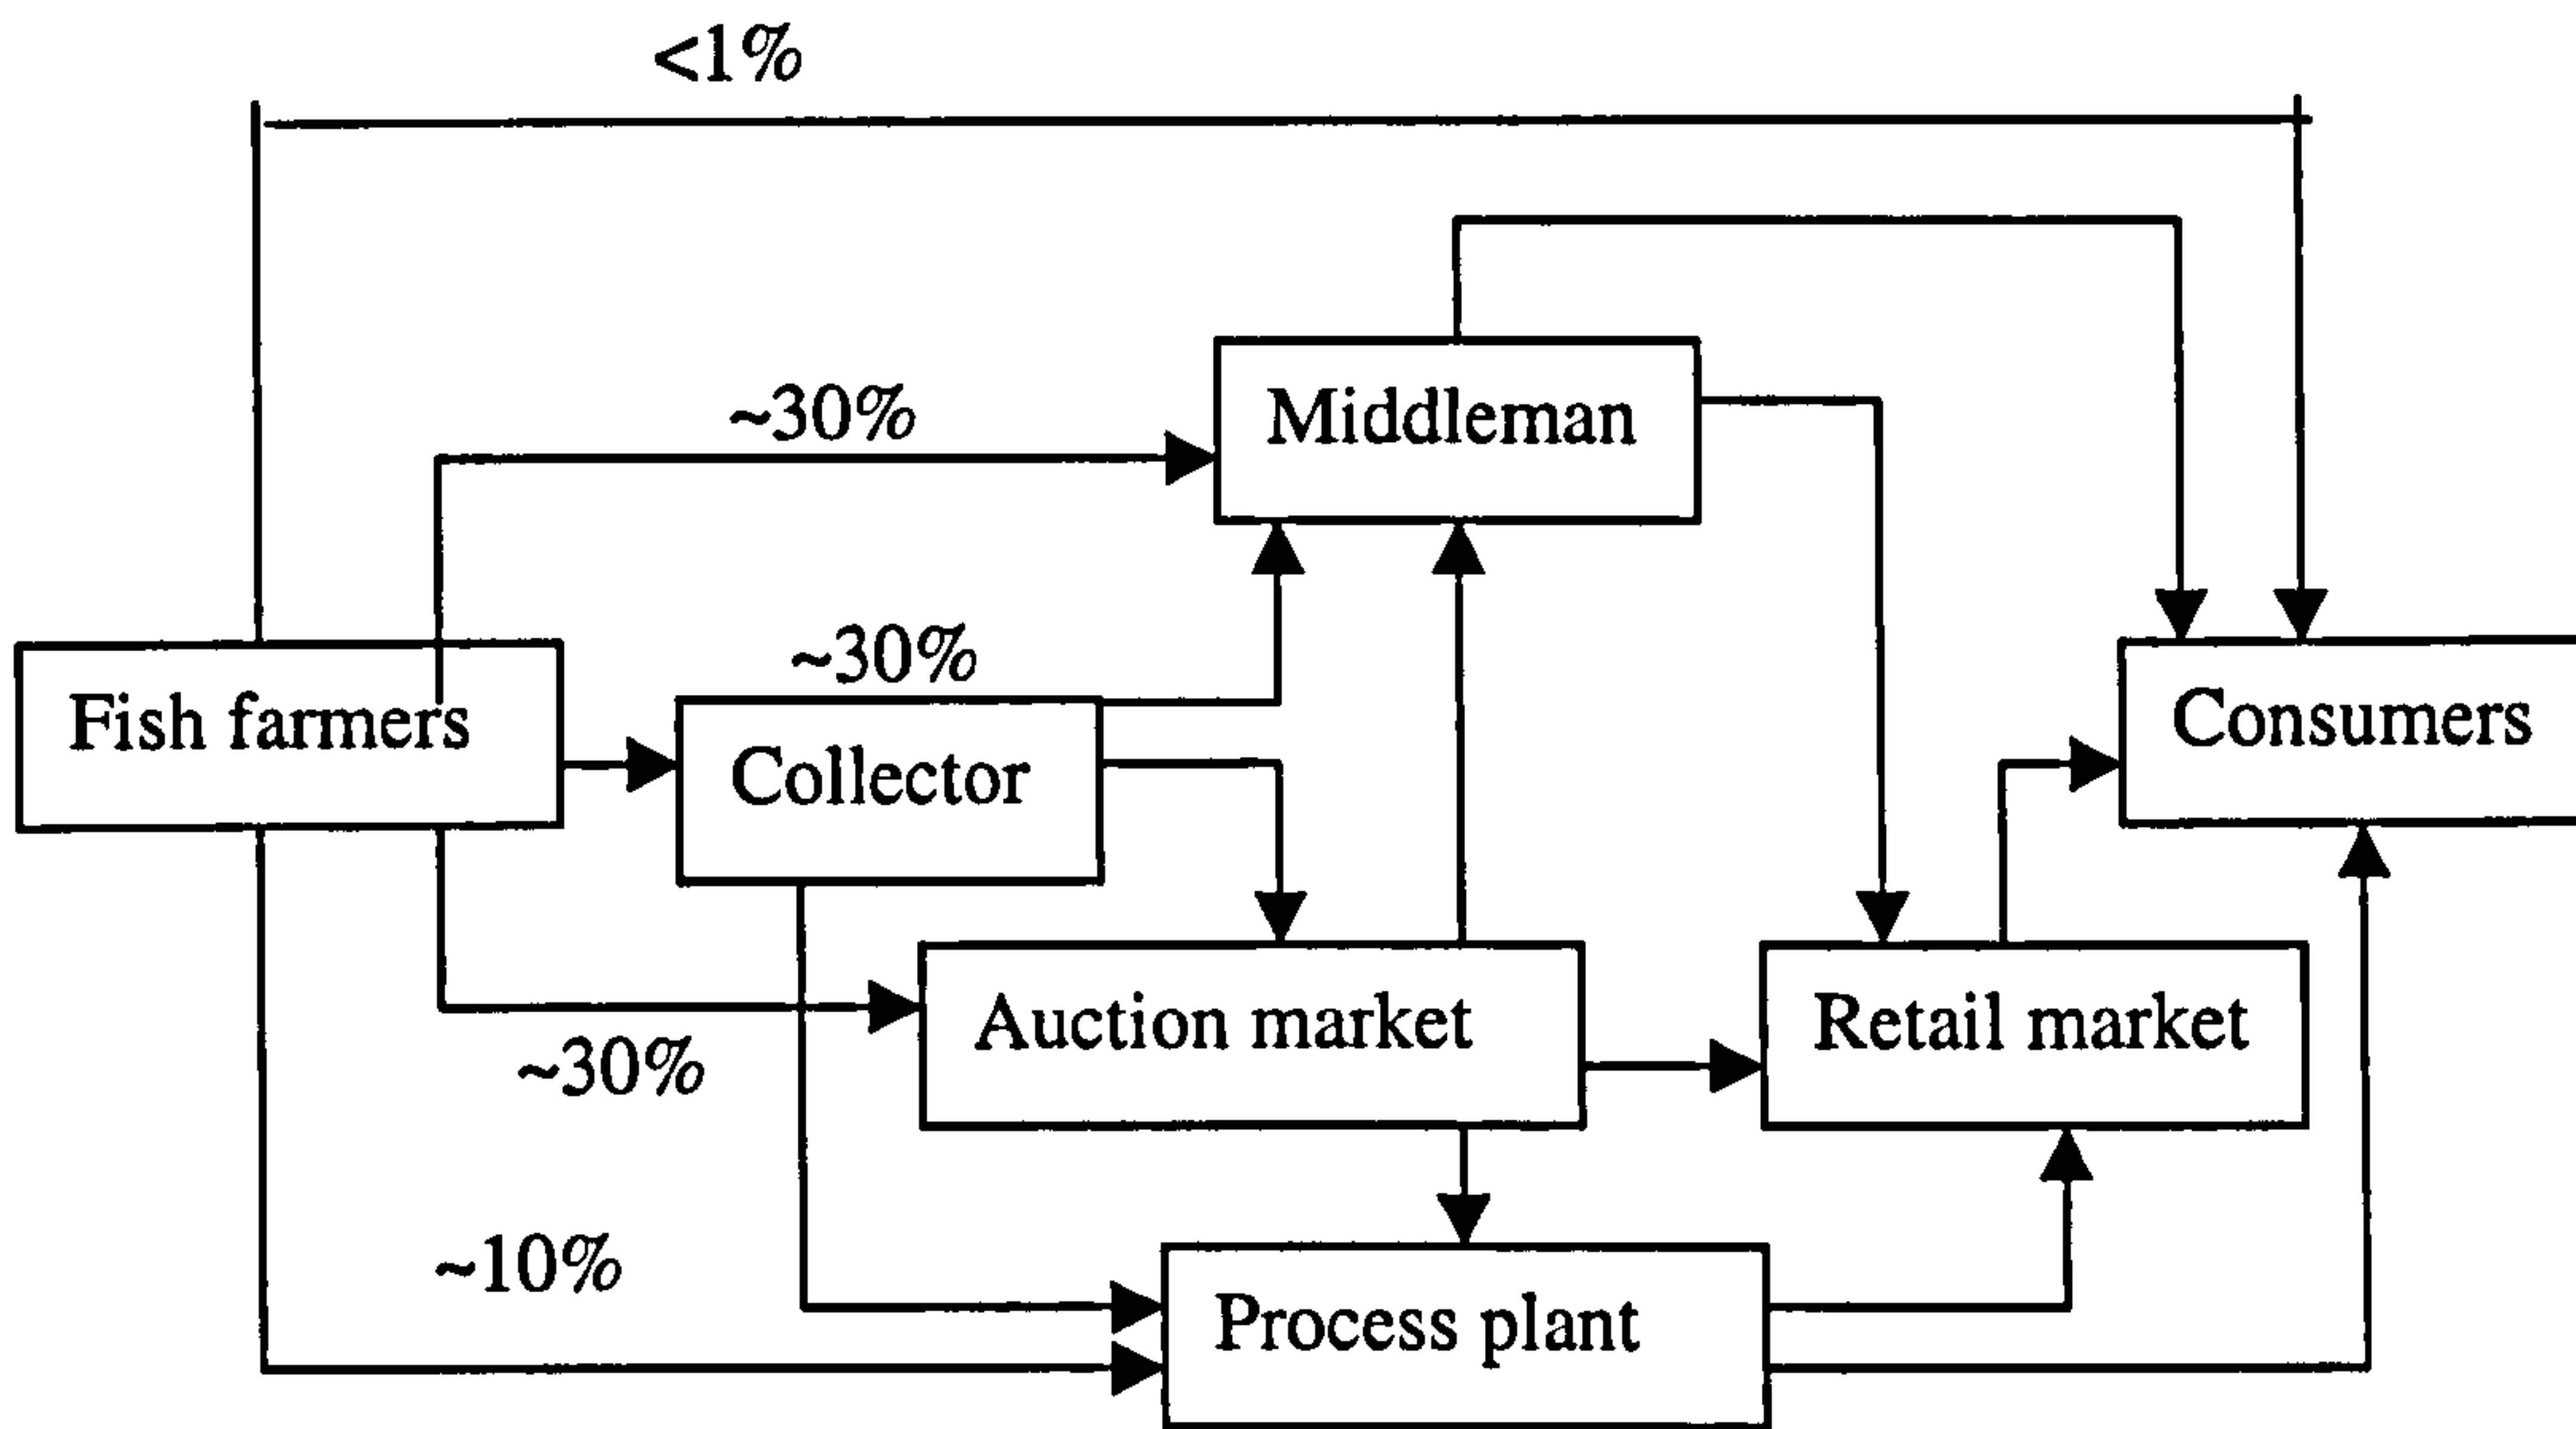 <1%
~30%
Middleman
~30%
Fish farmers
Collector
Consumers
~30%
Auction market
Retail market
~10%
Process plant